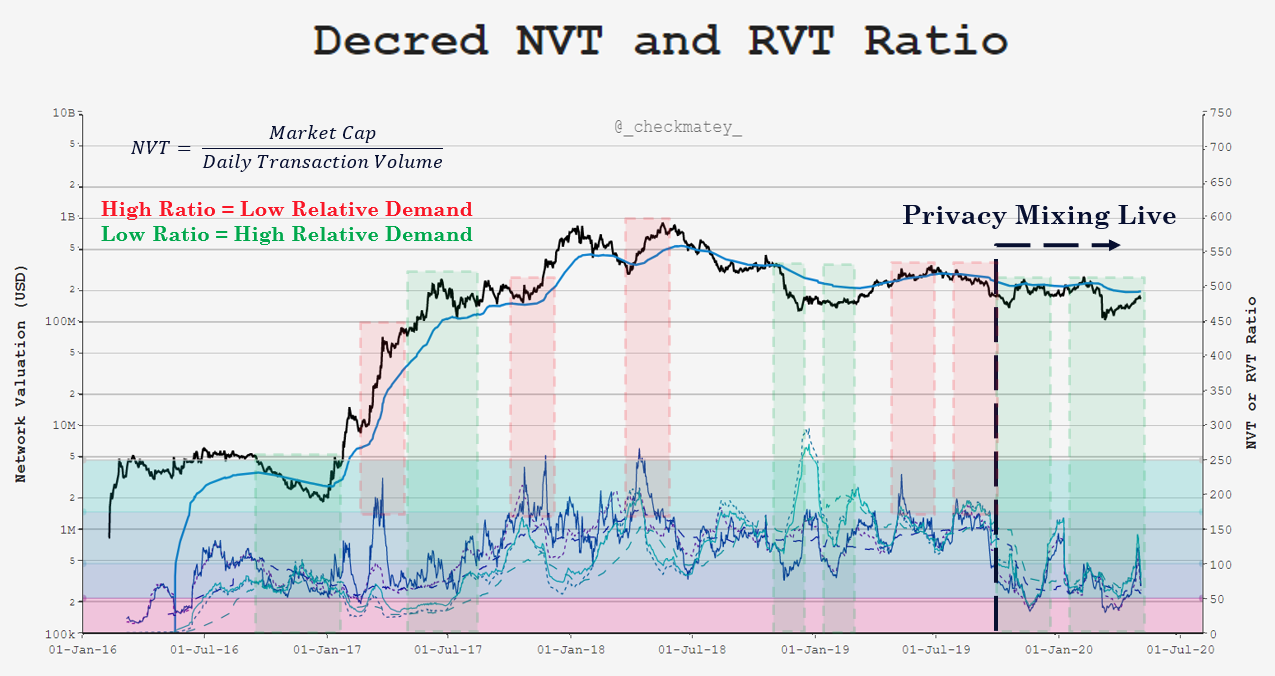 Decred NVT and RVT Ratio
@_checkmatey_
NVT = Market Cap
Daily Transaction Volume
High Ratio = Low Relative Demand
Low Ratio = High Relative Demand
Privacy Mixing Live
Network Valuation (USD)
10B
5
2
1B
5
2
100M
5
2
10M
5
2
1M
5
2
100k
NVT or RVT Ratio
750
700
650
600
550
500
450
400
350
300
250
200
150
100
50
0
01-Jan-16
01-Jul-16
01-Jan-17
01-Jul-17
01-Jan-18
01-Jul-18
01-Jan-19
01-Jul-19
01-Jan-20
01-Jul-20